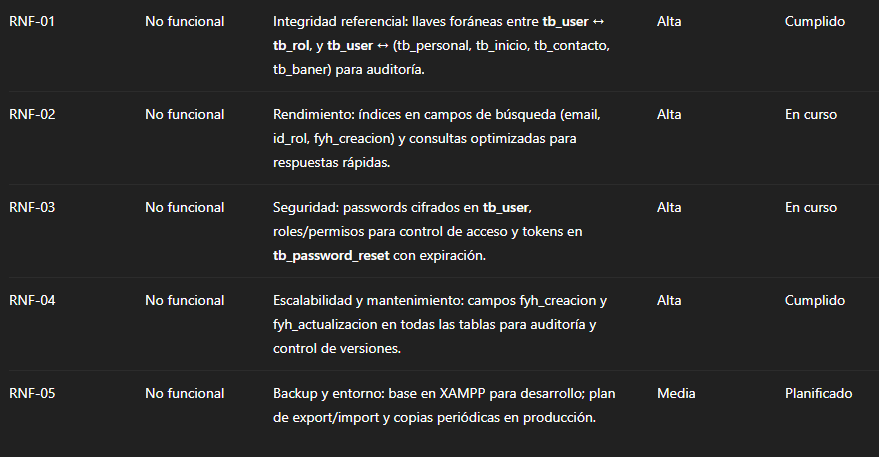 RNF-01 No funcional Integridad referencial: llaves foráneas entre tb_user ↔ Alta Cumplido
tb_rol, y tb_user ↔ (tb_personal, tb_inicio, tb_contacto,
tb_baner) para auditoría.
RNF-02 No funcional Rendimiento: índices en campos de búsqueda (email, Alta En curso
id_rol, fyh_creacion) y consultas optimizadas para
respuestas rápidas.
RNF-03 No funcional Seguridad: passwords cifrados en tb_user, Alta En curso
roles/permisos para control de acceso y tokens en
tb_password_reset con expiración.
RNF-04 No funcional Escalabilidad y mantenimiento: campos fyh_creacion y Alta Cumplido
fyh_actualizacion en todas las tablas para auditoría y
control de versiones.
RNF-05 No funcional Backup y entorno: base en XAMPP para desarrollo; plan Media Planificado
de export/import y copias periódicas en producción.